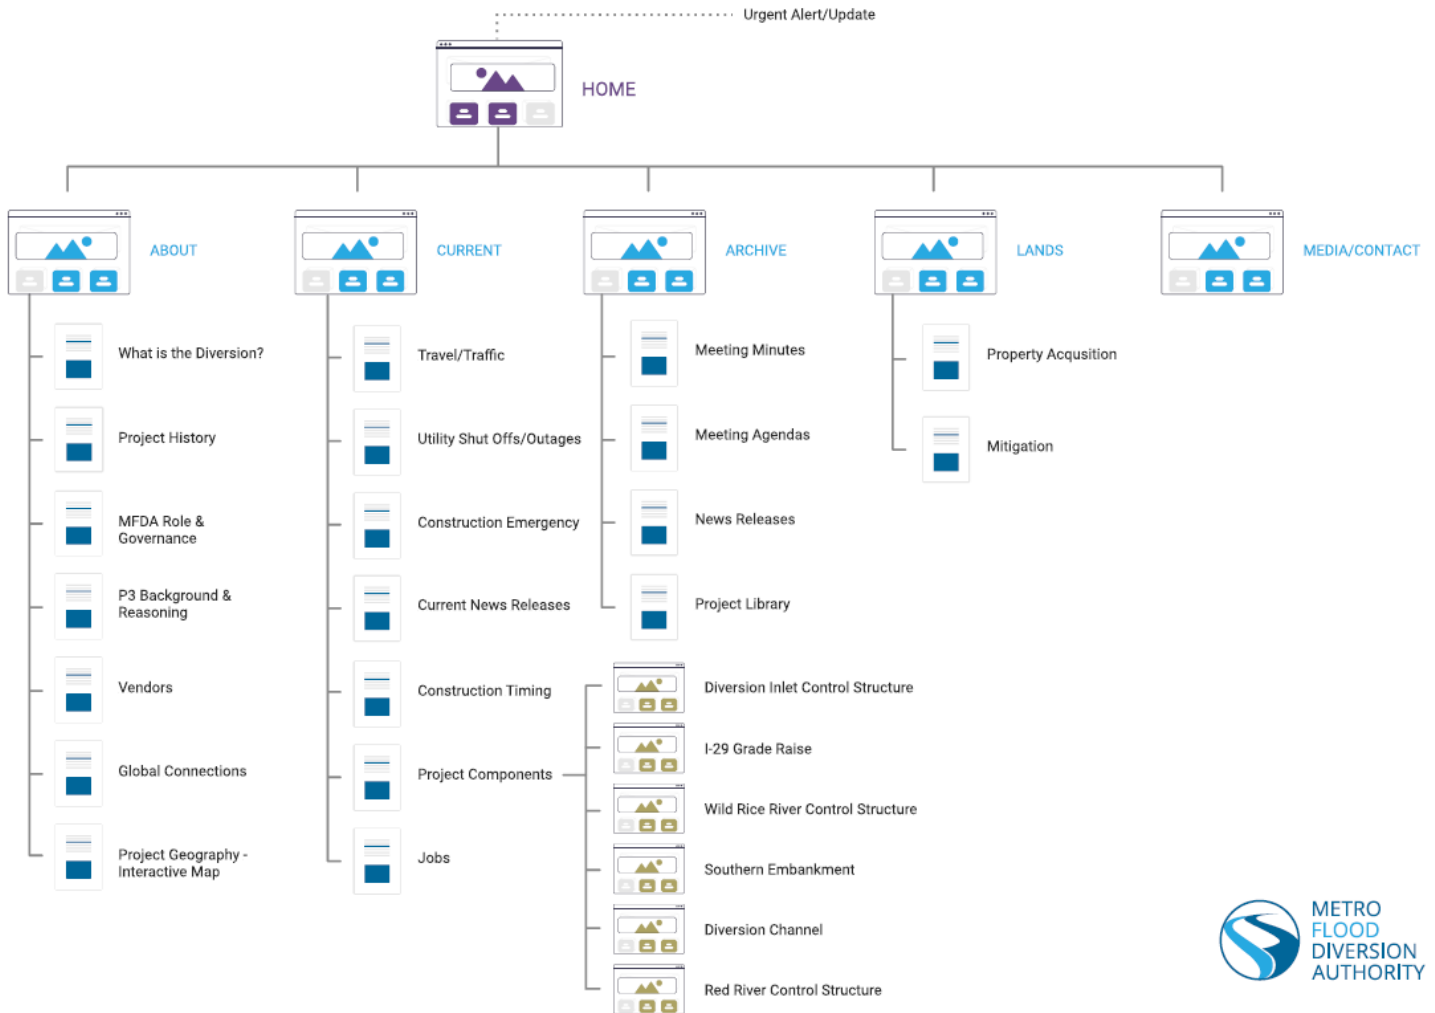 Urgent Alert/Update
HOME
ABOUT
CURRENT
ARCHIVE
LANDS
MEDIA/CONTACT
What is the Diversion?
Project History
MFDA Role &
Governance
P3 Background &
Reasoning
Vendors
Global Connections
Project Geography -
Interactive Map
Travel/Traffic
Utility Shut Offs/Outages
Construction Emergency
Current News Releases
Construction Timing
Project Components
Jobs
Meeting Minutes
Meeting Agendas
News Releases
Project Library
Diversion Inlet Control Structure
I-29 Grade Raise
Wild Rice River Control Structure
Southern Embankment
Diversion Channel
Red River Control Structure
Property Acqusition
Mitigation
METRO
FLOOD
DIVERSION
AUTHORITY